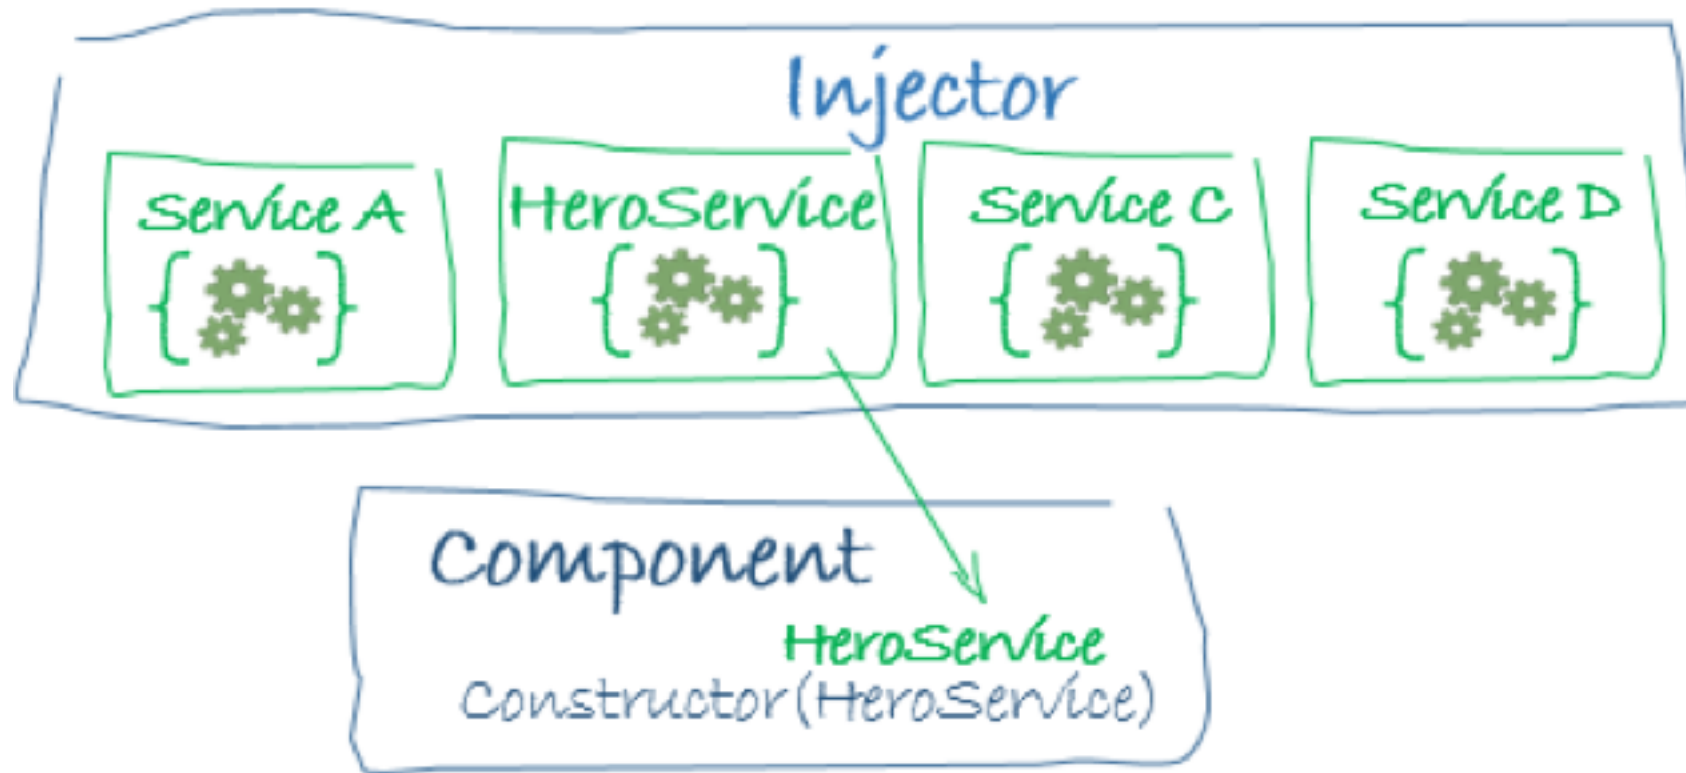 Injector
Service A
HeroService
Service C
Service D
Component
HeroService
Constructor(HeroService)